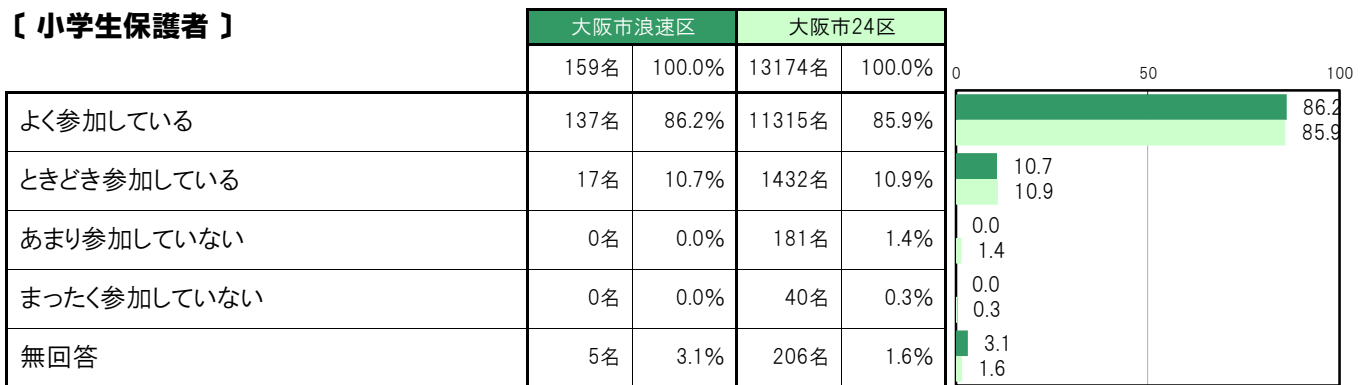 〔 小学生保護者 〕
大阪市浪速区 大阪市24区
159名 100.0% 13174名 100.0% 0 50 100
よく参加している 137名 86.2% 11315名 85.9% 86.2
85.9
ときどき参加している 17名 10.7% 1432名 10.9% 10.7
10.9
あまり参加していない 0名 0.0% 181名 1.4% 0.0
1.4
まったく参加していない 0名 0.0% 40名 0.3% 0.0
0.3
無回答 5名 3.1% 206名 1.6% 3.1
1.6